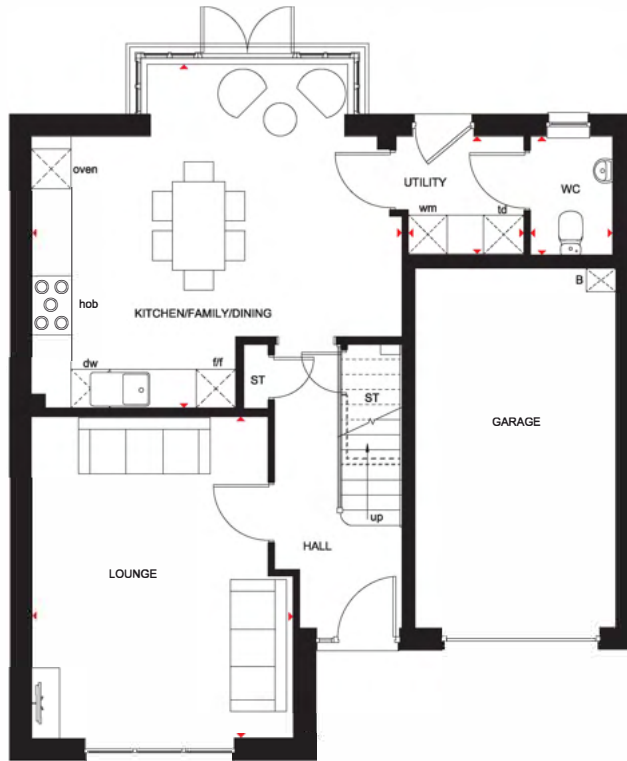 oven
UTILITY
WC
wm
td
B
hob
KITCHEN/FAMILY/DINING
dw
f/f
ST
ST
GARAGE
up
HALL
LOUNGE